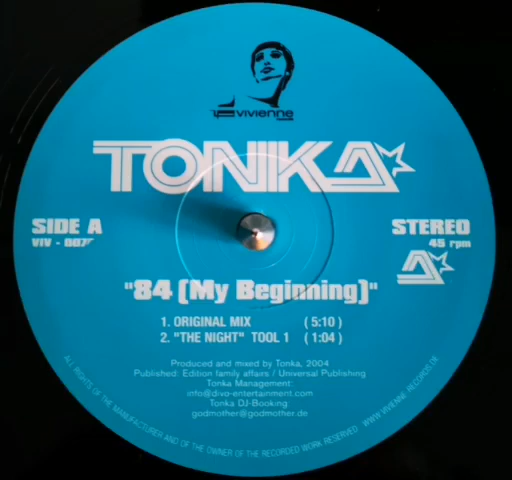 vivienne
TONKA
SIDE A
STEREO
45 rpm
"84 (My Beginning)"
1. ORIGINAL MIX (5:10)
2. "THE NIGHT" TOOL 1 (1:04)
Produced and mixed by Tonka, 2004
Published: Edition family affairs / Universal Publishing
Tonka Management:
info@divo-entertainment.com
Tonka DJ-Booking:
godmother@godmother.de
ALL RIGHTS OF THE MANUFACTURER AND OF THE OWNER OF THE RECORDED WORK RESERVED WWW.VIVIENNE-RECORDS.DE